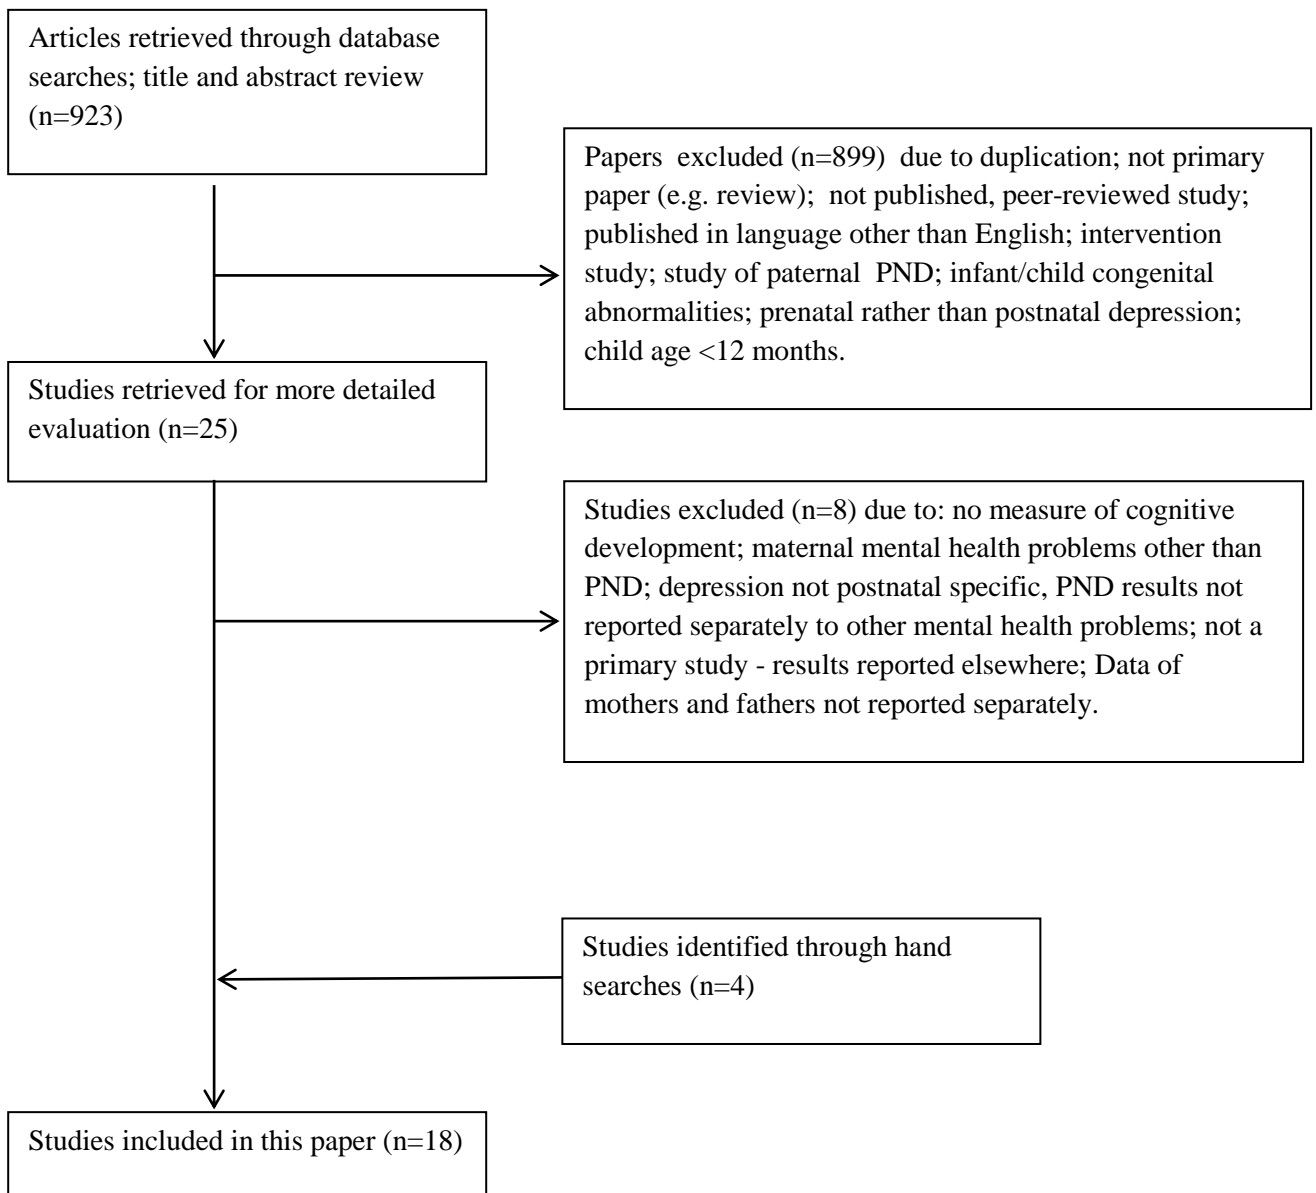 Articles retrieved through database
searches; title and abstract review
(n=923)
Papers  excluded (n=899)  due to duplication; not primary
paper (e.g. review);  not published, peer-reviewed study;
published in language other than English; intervention
study; study of paternal  PND; infant/child congenital
abnormalities; prenatal rather than postnatal depression;
child age <12 months.
Studies retrieved for more detailed
evaluation (n=25)
Studies excluded (n=8) due to: no measure of cognitive
development; maternal mental health problems other than
PND; depression not postnatal specific, PND results not
reported separately to other mental health problems; not a
primary study - results reported elsewhere; Data of
mothers and fathers not reported separately.
Studies identified through hand
searches (n=4)
Studies included in this paper (n=18)